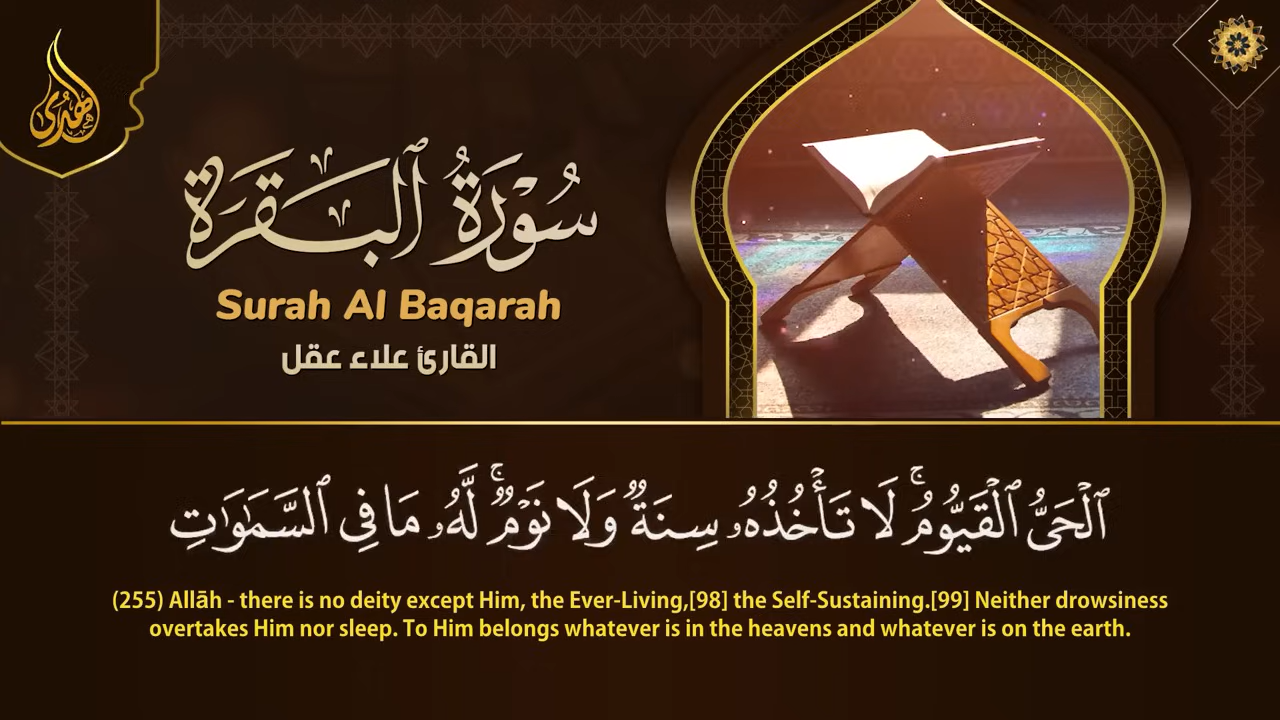 الهدى
سُورَةُ ٱلْبَقَرَة
Surah Al Baqarah
القارئ علاء عقل
ٱلْحَىُّ ٱلْقَيُّومُ ۚ لَا تَأْخُذُهُۥ سِنَةٌ وَلَا نَوْمٌ ۚ لَّهُۥ مَا فِى ٱلسَّمَـٰوَٰتِ
(255) Allāh - there is no deity except Him, the Ever-Living,[98] the Self-Sustaining.[99] Neither drowsiness
overtakes Him nor sleep. To Him belongs whatever is in the heavens and whatever is on the earth.